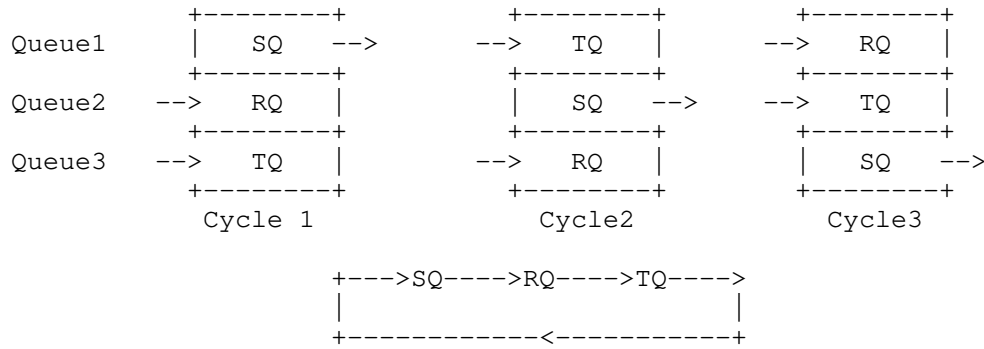 +--------+             +--------+             +--------+
Queue1         |   SQ   -->       --> TQ   |             --> RQ   |
               +--------+             +--------+             +--------+
Queue2     --> RQ   |             |   SQ   -->       --> TQ   |
               +--------+             +--------+             +--------+
Queue3     --> TQ   |             --> RQ   |             |   SQ   -->
               +--------+             +--------+             +--------+
Cycle 1 Cycle2 Cycle3
+--->SQ---->RQ---->TQ---->
|                         |
+------------<-----------+